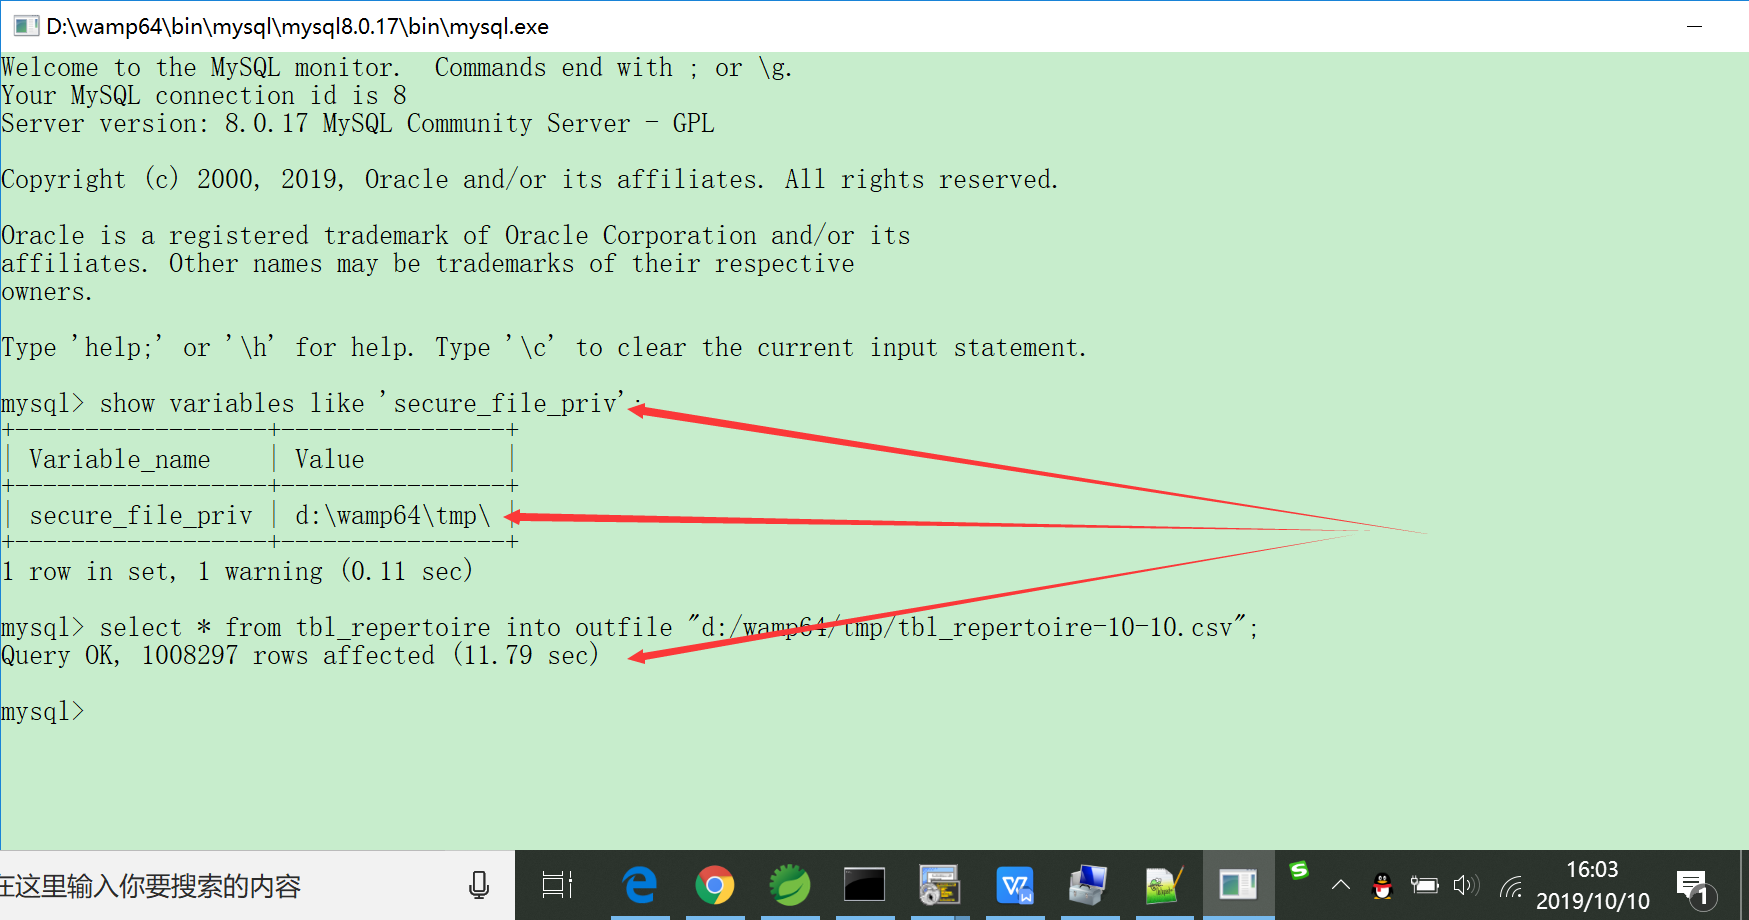 D:\wamp64\bin\mysql\mysql8.0.17\bin\mysql.exe
Welcome to the MySQL monitor.  Commands end with ; or \g.
Your MySQL connection id is 8
Server version: 8.0.17 MySQL Community Server - GPL
Copyright (c) 2000, 2019, Oracle and/or its affiliates. All rights reserved.
Oracle is a registered trademark of Oracle Corporation and/or its
affiliates. Other names may be trademarks of their respective
owners.
Type 'help;' or '\h' for help. Type '\c' to clear the current input statement.
mysql> show variables like 'secure_file_priv';
+------------------+----------------+
| Variable_name    | Value          |
+------------------+----------------+
| secure_file_priv | d:\wamp64\tmp\ |
+------------------+----------------+
1 row in set, 1 warning (0.11 sec)
mysql> select * from tbl_repertoire into outfile "d:/wamp64/tmp/tbl_repertoire-10-10.csv";
Query OK, 1008297 rows affected (11.79 sec)
mysql>
在这里输入你要搜索的内容
16:03
2019/10/10
1